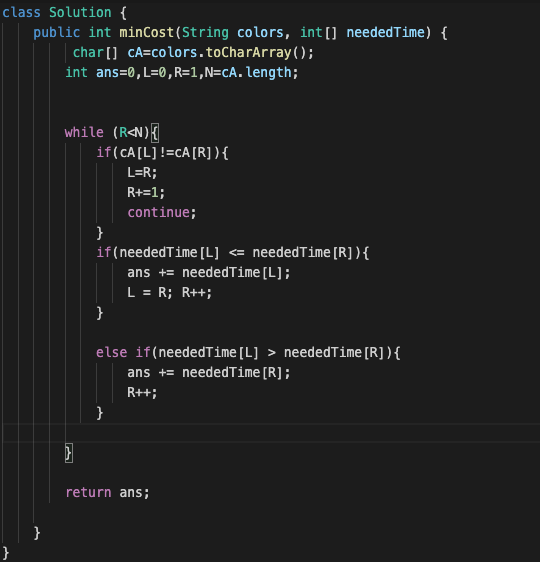 class Solution {
    public int minCost(String colors, int[] neededTime) {
         char[] cA=colors.toCharArray();
        int ans=0,L=0,R=1,N=cA.length;
        while (R<N){
            if(cA[L]!=cA[R]){
                L=R;
                R+=1;
                continue;
            }
            if(neededTime[L] <= neededTime[R]){
                ans += neededTime[L];
                L = R; R++;
            }
            else if(neededTime[L] > neededTime[R]){
                ans += neededTime[R];
                R++;
            }
        }
        return ans;
    }
}